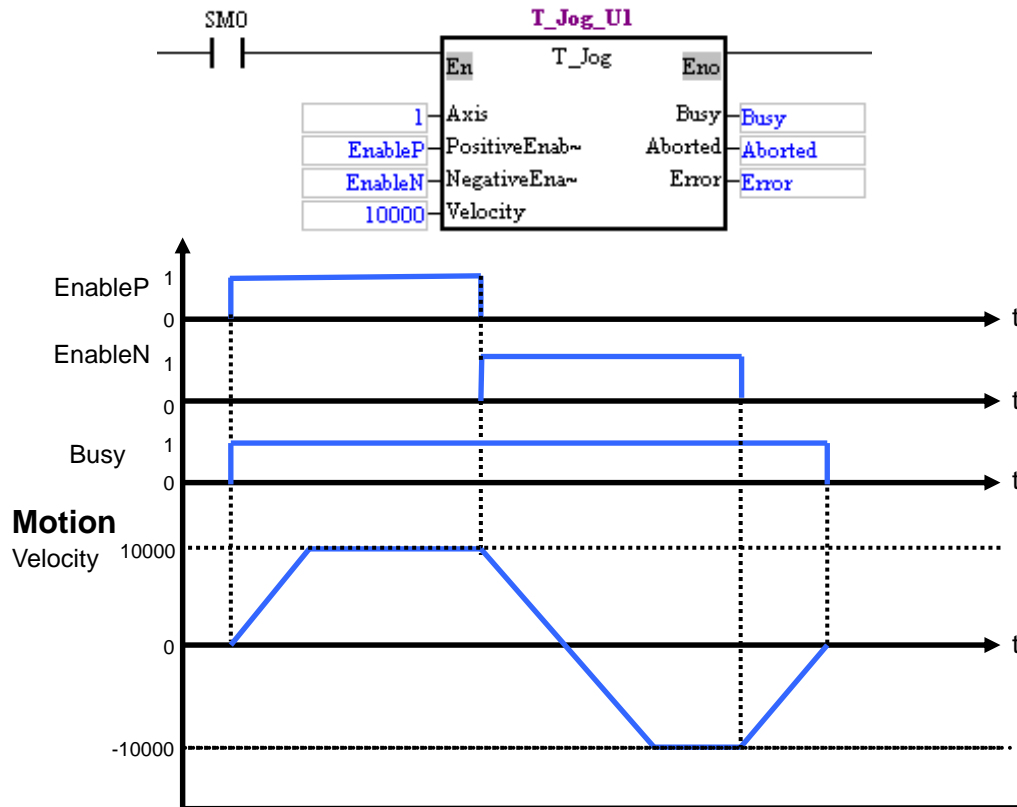 SM0
T_Jog_U1
T_Jog
En Eno
1 Axis Busy Busy
EnableP PositiveEnab~ Aborted Aborted
EnableN NegativeEna~ Error Error
10000 Velocity
EnableP 1
0 t
EnableN 1
0 t
Busy 1
0 t
Motion
Velocity 10000
0 t
-10000